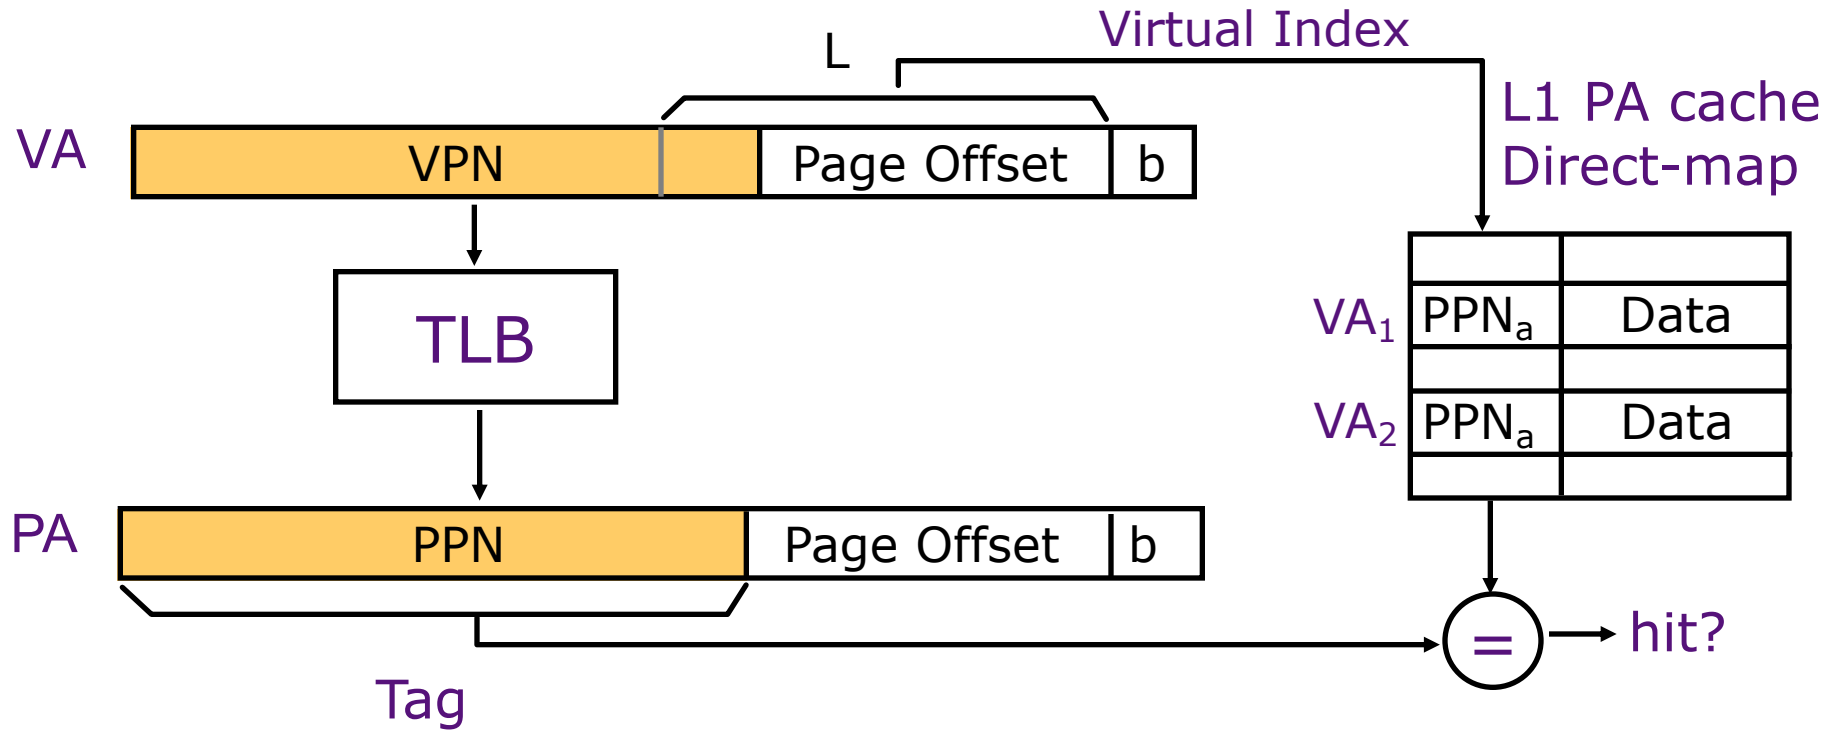 L
Virtual Index
VA
VPN
Page Offset
b
L1 PA cache
Direct-map
TLB
VA₁
PPNₐ
Data
VA₂
PPNₐ
Data
PA
PPN
Page Offset
b
=
hit?
Tag